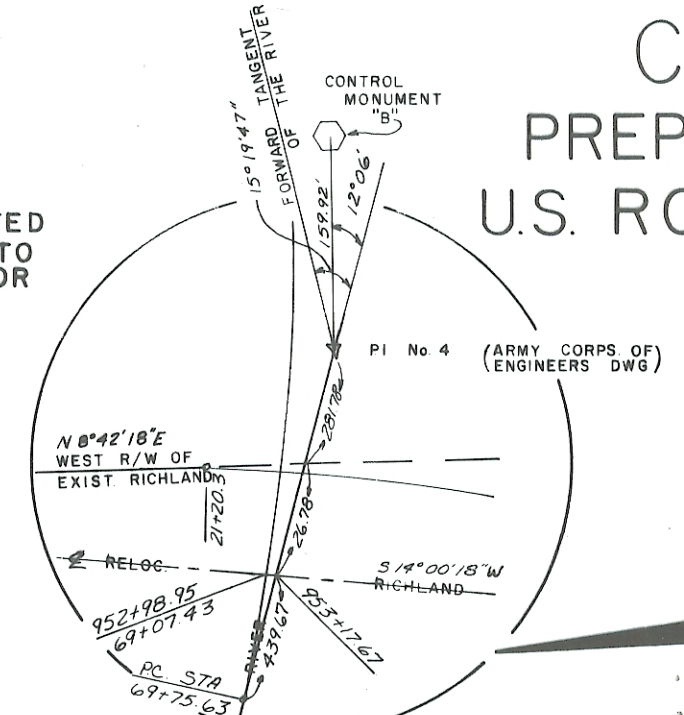 TANGENT
FORWARD OF THE RIVER
15°19'47"
CONTROL
MONUMENT
"B"
159.92'
12°06'
C
PREP
U.S. RO
TED
TO
OR
PI No. 4 (ARMY CORPS. OF)
(ENGINEERS DWG)
281.78
N 8°42'18"E
WEST R/W OF
EXIST. RICHLAND
21+20.3
26.78
RELOC.
S 14°00'18"W
RICHLAND
952+98.95
69+07.43
953+17.67
RIVER
439.67
P.C. STA
69+75.63